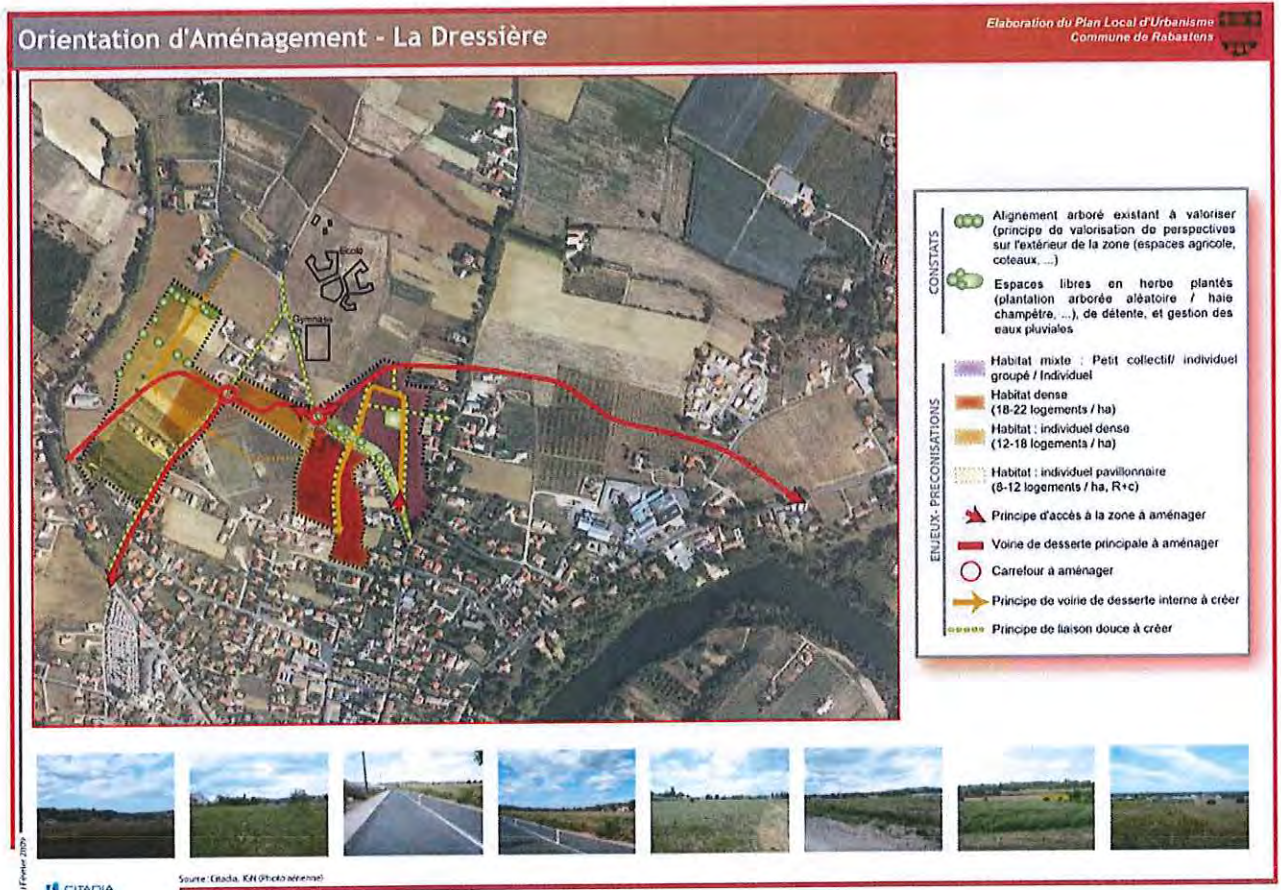 Orientation d'Aménagement - La Dressière
Elaboration du Plan Local d'Urbanisme
Commune de Rabastens
Ecole
Gymnase
CONSTATS
Alignement arboré existant à valoriser
(principe de valorisation de perspectives
sur l'extérieur de la zone (espaces agricole,
coteaux, ...)
Espaces libres en herbe plantés
(plantation arborée aléatoire / haie
champêtre, ...), de détente, et gestion des
eaux pluviales
ENJEUX- PRECONISATIONS
Habitat mixte : Petit collectif/ individuel
groupé / Individuel
Habitat dense
(18-22 logements / ha)
Habitat : individuel dense
(12-18 logements / ha)
Habitat : individuel pavillonnaire
(8-12 logements / ha, R+c)
Principe d'accès à la zone à aménager
Voirie de desserte principale à aménager
Carrefour à aménager
Principe de voirie de desserte interne à créer
Principe de liaison douce à créer
Février 2009
CITADIA
Source : Citadia, IGN (Photo aérienne)